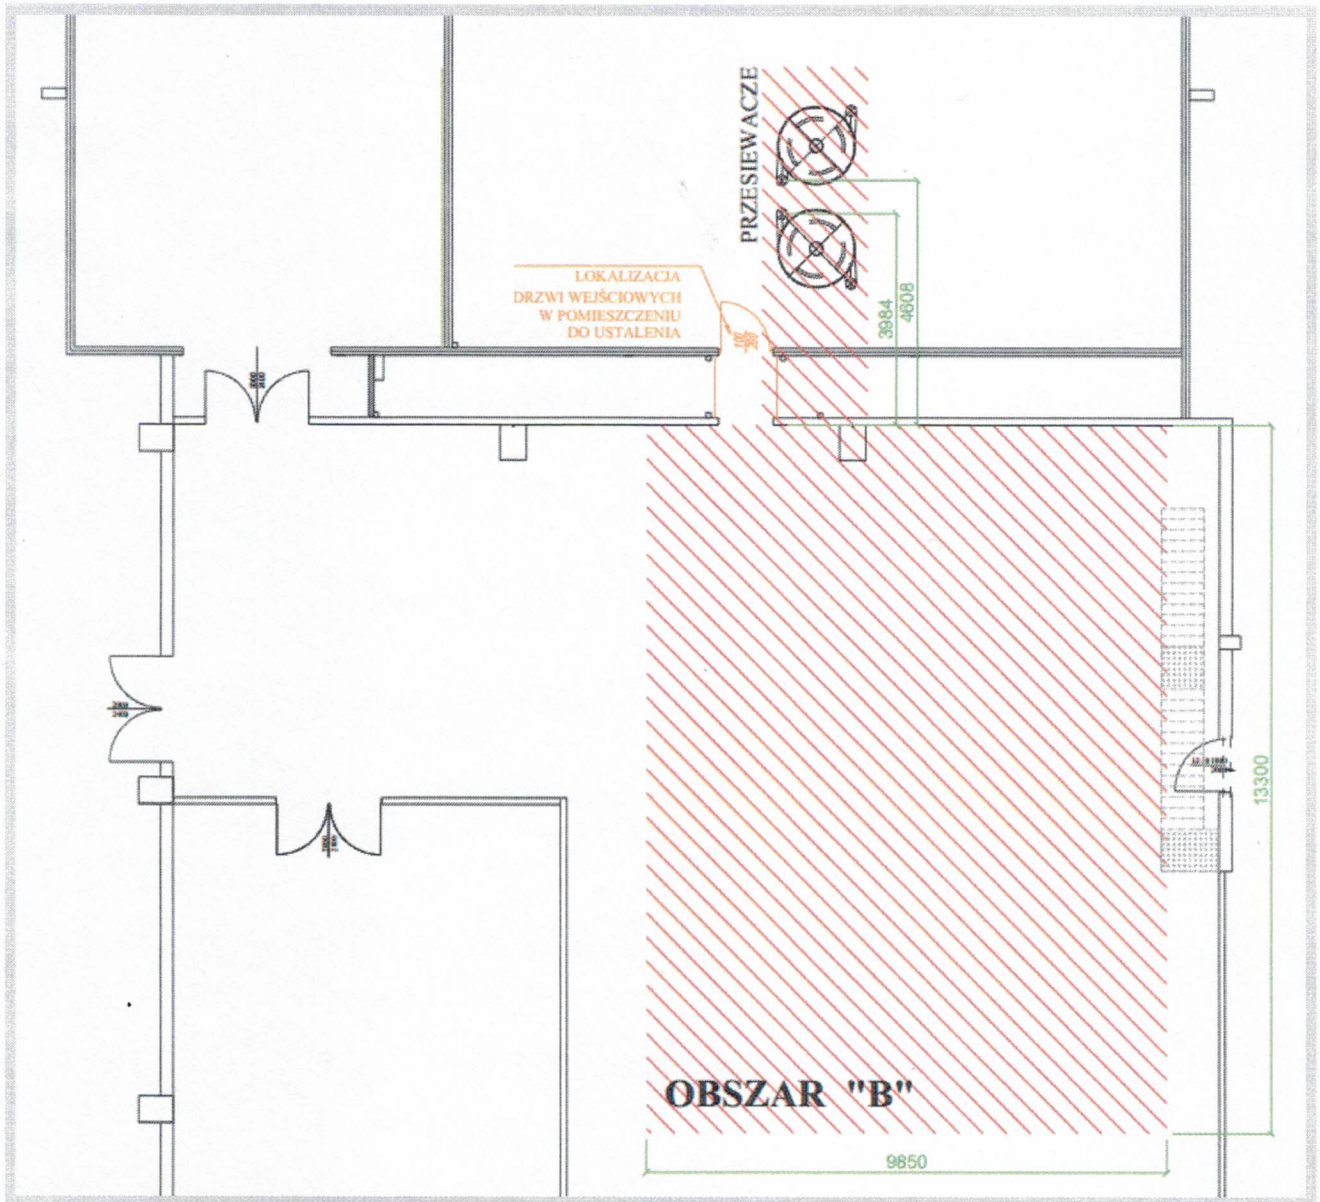 PRZESIEWACZE
LOKALIZACJA
DRZWI WEJŚCIOWYCH
W POMIESZCZENIU
DO USTALENIA
3984
4608
13300
OBSZAR "B"
9850